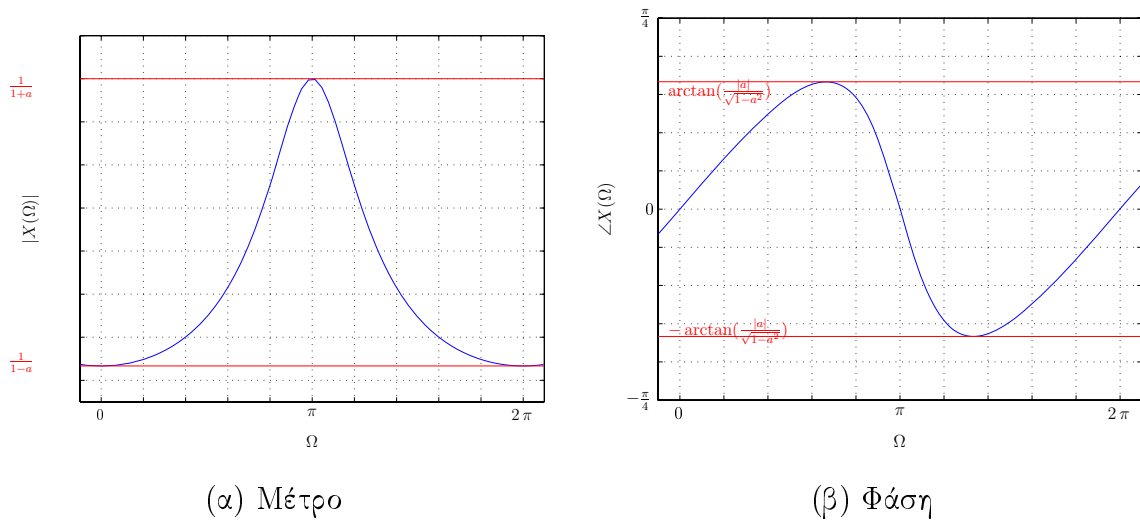 1/(1+a)
|X(Ω)|
1/(1−a)
0 π 2π
Ω
(α) Μέτρο
π/4
arctan(|a|/√(1−a²))
∠X(Ω)
0
− arctan(|a|/√(1−a²))
−π/4
0 π 2π
Ω
(β) Φάση